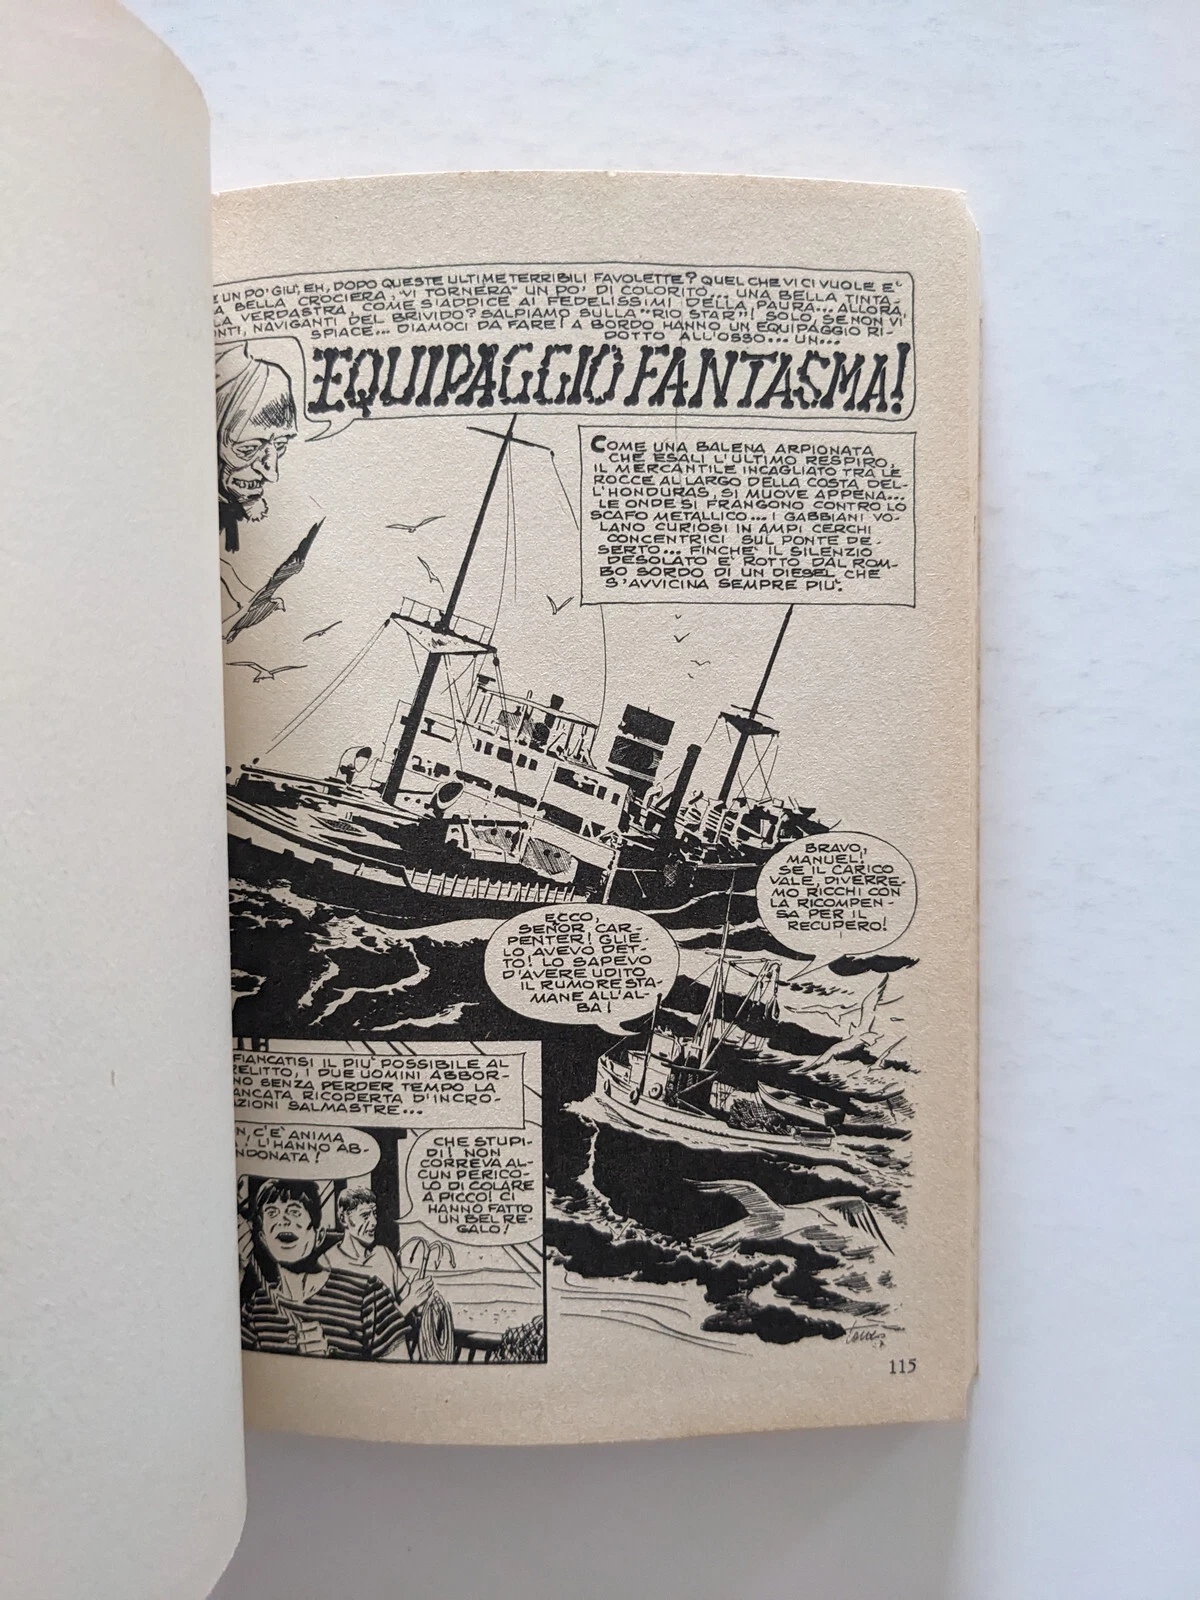 UN PO' GIU', EH, DOPO QUESTE ULTIME TERRIBILI FAVOLETTE? QUEL CHE VI CI VUOLE E'
BELLA CROCIERA. VI TORNERA' UN PO' DI COLORITO... UNA BELLA TINTA-
VERDASTRA, COME S'ADDICE AI FEDELISSIMI DELLA PAURA... ALLORA,
NAVIGANTI DEL BRIVIDO? SALPIAMO SULLA "RIO STAR"! SOLO, SE NON VI
SPIACE... DIAMOCI DA FARE! A BORDO HANNO UN EQUIPAGGIO RI-
DOTTO ALL'OSSO... UN...
EQUIPAGGIO FANTASMA!
COME UNA BALENA ARPIONATA
CHE ESALI L'ULTIMO RESPIRO,
IL MERCANTILE INCAGLIATO TRA LE
ROCCE AL LARGO DELLA COSTA DEL-
L'HONDURAS, SI MUOVE APPENA...
LE ONDE SI FRANGONO CONTRO LO
SCAFO METALLICO... I GABBIANI VO-
LANO CURIOSI IN AMPI CERCHI
CONCENTRICI SUL PONTE DE-
SERTO... FINCHE' IL SILENZIO
DESOLATO E' ROTTO DAL ROM-
BO SORDO DI UN DIESEL CHE
S'AVVICINA SEMPRE PIU'.
ECCO,
SEÑOR CAR-
PENTER! GLIE-
LO AVEVO DET-
TO! LO SAPEVO
D'AVERE UDITO
IL RUMORE STA-
MANE ALL'AL-
BA!
BRAVO,
MANUEL!
SE IL CARICO
VALE, DIVERRE-
MO RICCHI CON
LA RICOMPEN-
SA PER IL
RECUPERO!
FIANCATISI IL PIU' POSSIBILE AL
RELITTO, I DUE UOMINI ABBOR-
NO SENZA PERDER TEMPO LA
ANCATA RICOPERTA D'INCRO-
AZIONI SALMASTRE...
N, C'E' ANIMA
! L'HANNO AB-
NDONATA!
CHE STUPI-
DI! NON
CORREVA AL-
CUN PERICO-
LO DI COLARE
A PICCO! CI
HANNO FATTO
UN BEL RE-
GALO!
115